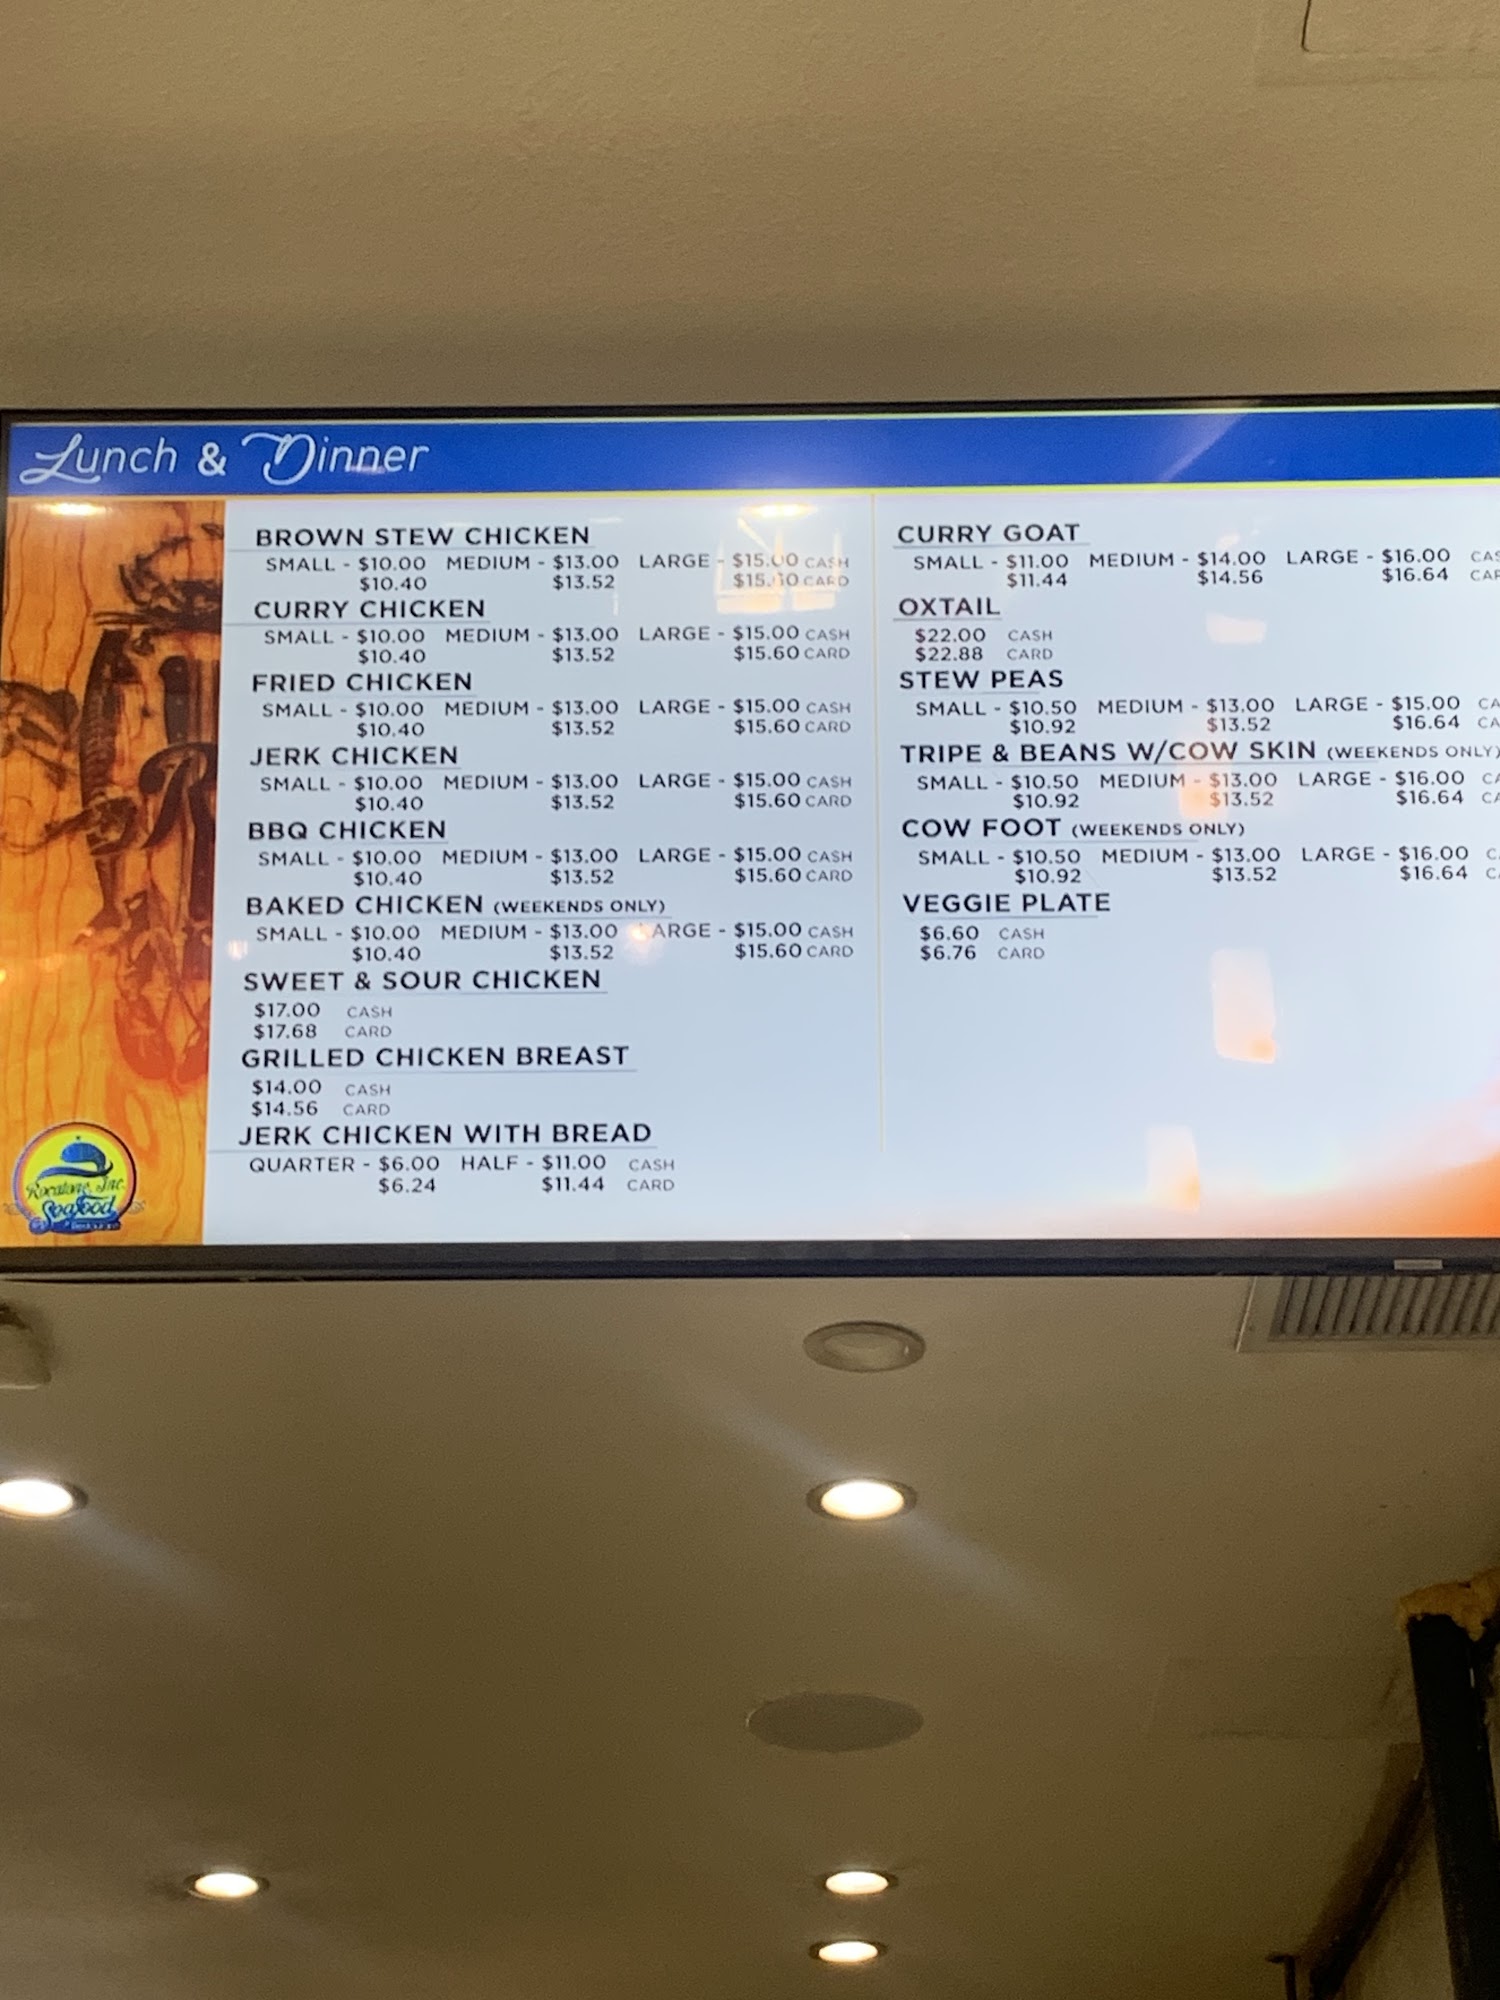 Lunch & Dinner
BROWN STEW CHICKEN
SMALL - $10.00 MEDIUM - $13.00 LARGE - $15.00 CASH
$10.40 $13.52 $15.60 CARD
CURRY CHICKEN
SMALL - $10.00 MEDIUM - $13.00 LARGE - $15.00 CASH
$10.40 $13.52 $15.60 CARD
FRIED CHICKEN
SMALL - $10.00 MEDIUM - $13.00 LARGE - $15.00 CASH
$10.40 $13.52 $15.60 CARD
JERK CHICKEN
SMALL - $10.00 MEDIUM - $13.00 LARGE - $15.00 CASH
$10.40 $13.52 $15.60 CARD
BBQ CHICKEN
SMALL - $10.00 MEDIUM - $13.00 LARGE - $15.00 CASH
$10.40 $13.52 $15.60 CARD
BAKED CHICKEN (WEEKENDS ONLY)
SMALL - $10.00 MEDIUM - $13.00 LARGE - $15.00 CASH
$10.40 $13.52 $15.60 CARD
SWEET & SOUR CHICKEN
$17.00 CASH
$17.68 CARD
GRILLED CHICKEN BREAST
$14.00 CASH
$14.56 CARD
JERK CHICKEN WITH BREAD
QUARTER - $6.00 HALF - $11.00 CASH
$6.24 $11.44 CARD
CURRY GOAT
SMALL - $11.00 MEDIUM - $14.00 LARGE - $16.00 CAS
$11.44 $14.56 $16.64 CAR
OXTAIL
$22.00 CASH
$22.88 CARD
STEW PEAS
SMALL - $10.50 MEDIUM - $13.00 LARGE - $15.00 CA
$10.92 $13.52 $16.64 CA
TRIPE & BEANS W/COW SKIN (WEEKENDS ONLY)
SMALL - $10.50 MEDIUM - $13.00 LARGE - $16.00 CA
$10.92 $13.52 $16.64 CA
COW FOOT (WEEKENDS ONLY)
SMALL - $10.50 MEDIUM - $13.00 LARGE - $16.00 C
$10.92 $13.52 $16.64 C
VEGGIE PLATE
$6.60 CASH
$6.76 CARD
Inc.
Seafood